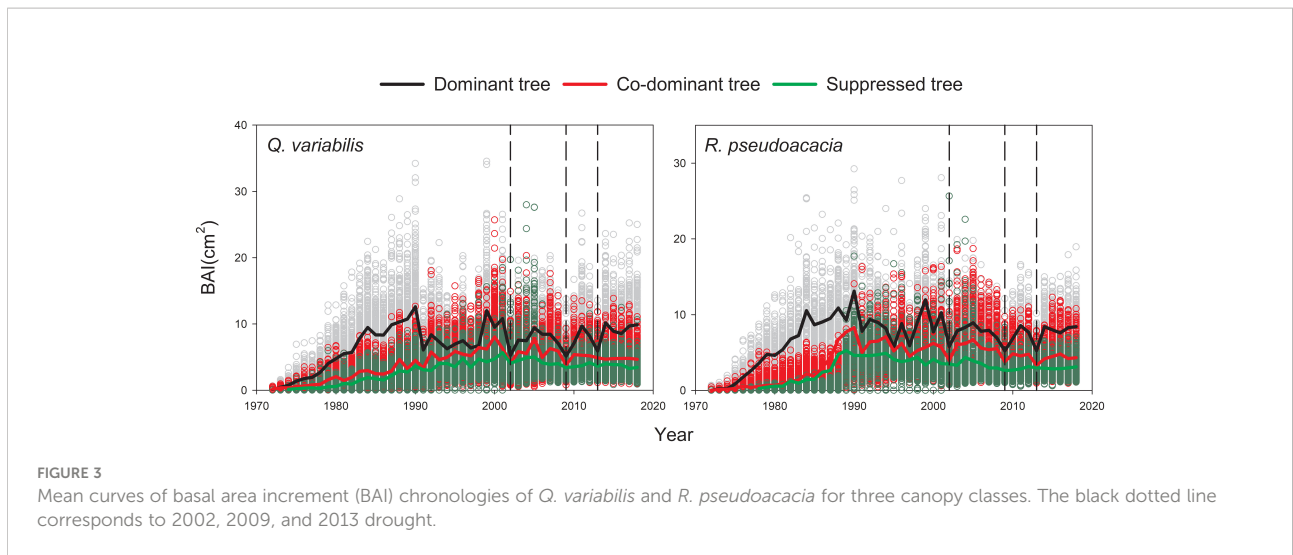 Dominant tree Co-dominant tree Suppressed tree
Q. variabilis
R. pseudoacacia
BAI(cm²)
40
30
20
10
0
30
20
10
0
1970 1980 1990 2000 2010 2020
1970 1980 1990 2000 2010 2020
Year
FIGURE 3
Mean curves of basal area increment (BAI) chronologies of Q. variabilis and R. pseudoacacia for three canopy classes. The black dotted line
corresponds to 2002, 2009, and 2013 drought.